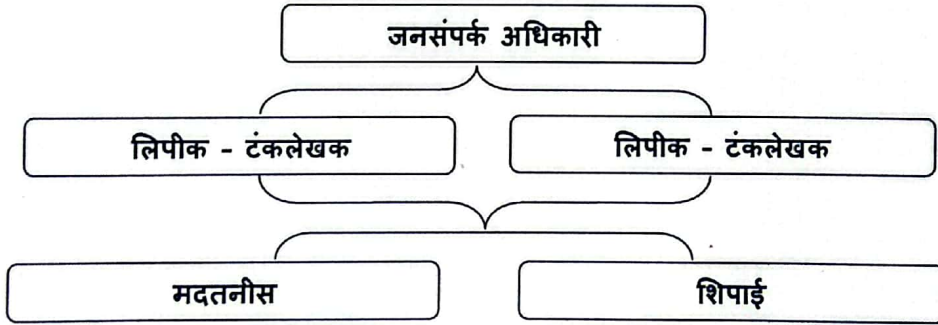 जनसंपर्क अधिकारी
लिपीक - टंकलेखक
लिपीक - टंकलेखक
मदतनीस
शिपाई